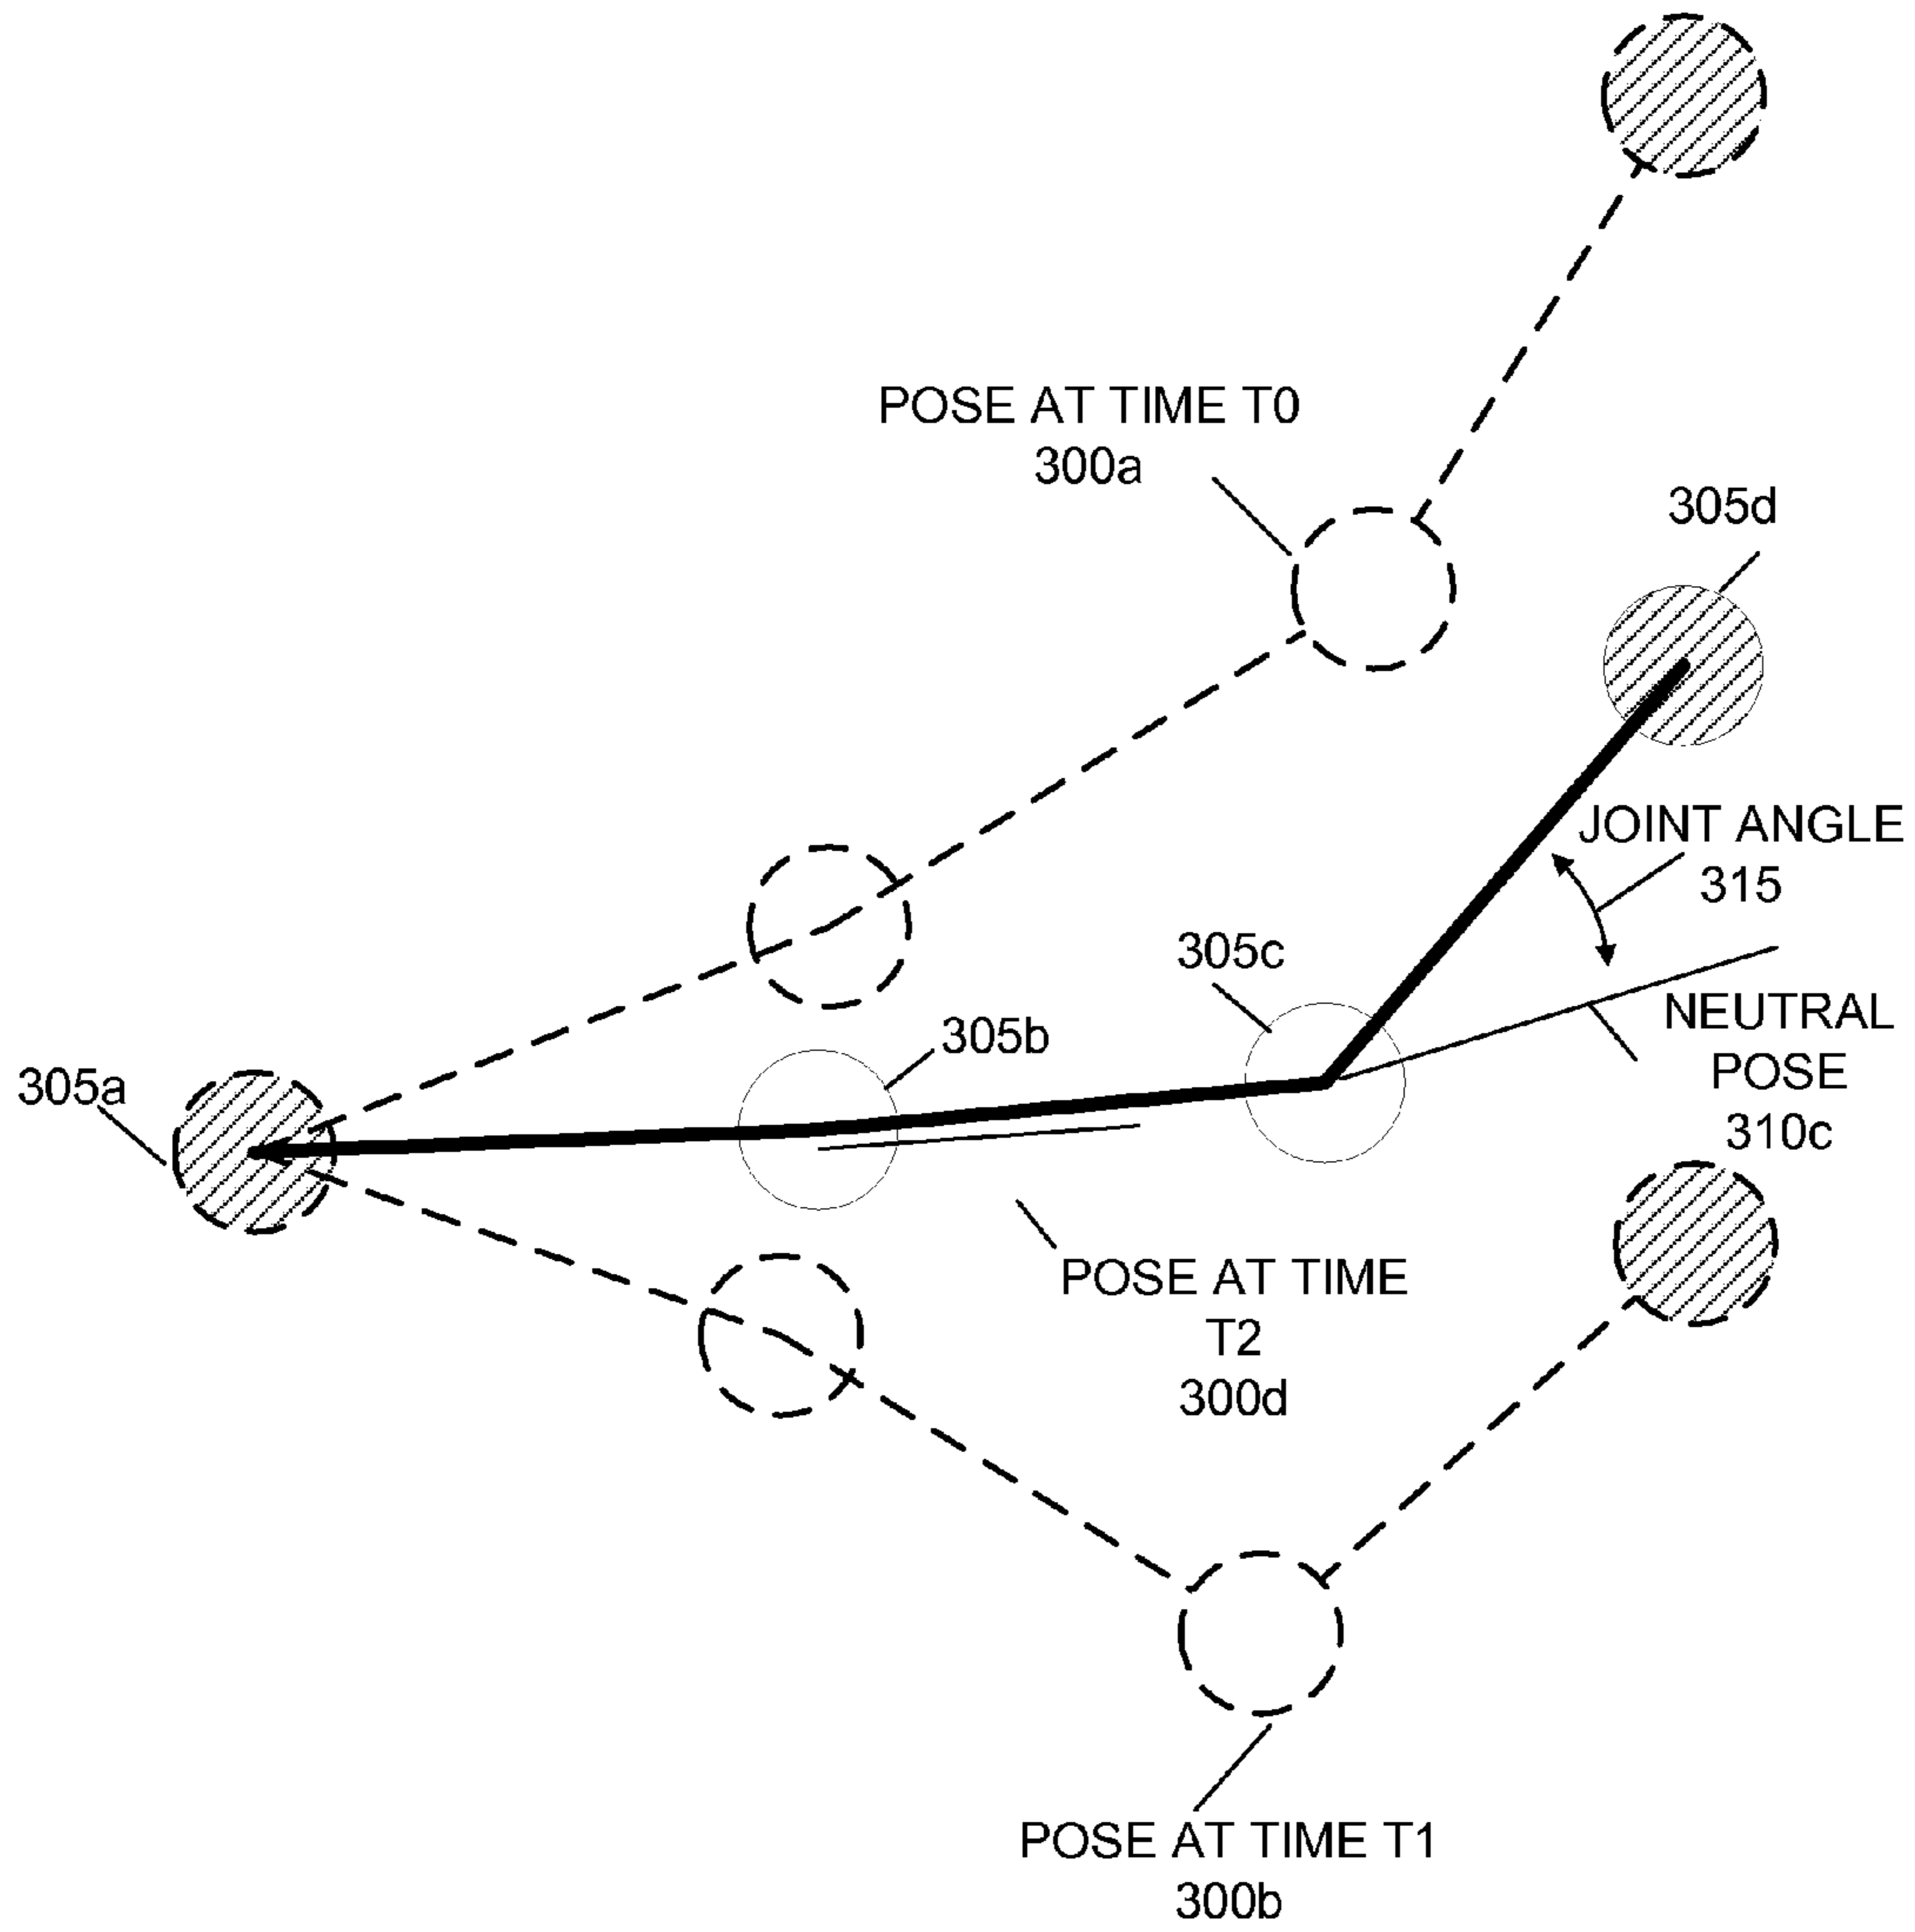 POSE AT TIME T0
300a
305d
JOINT ANGLE
315
305c
NEUTRAL
POSE
310c
305b
305a
POSE AT TIME
T2
300d
POSE AT TIME T1
300b